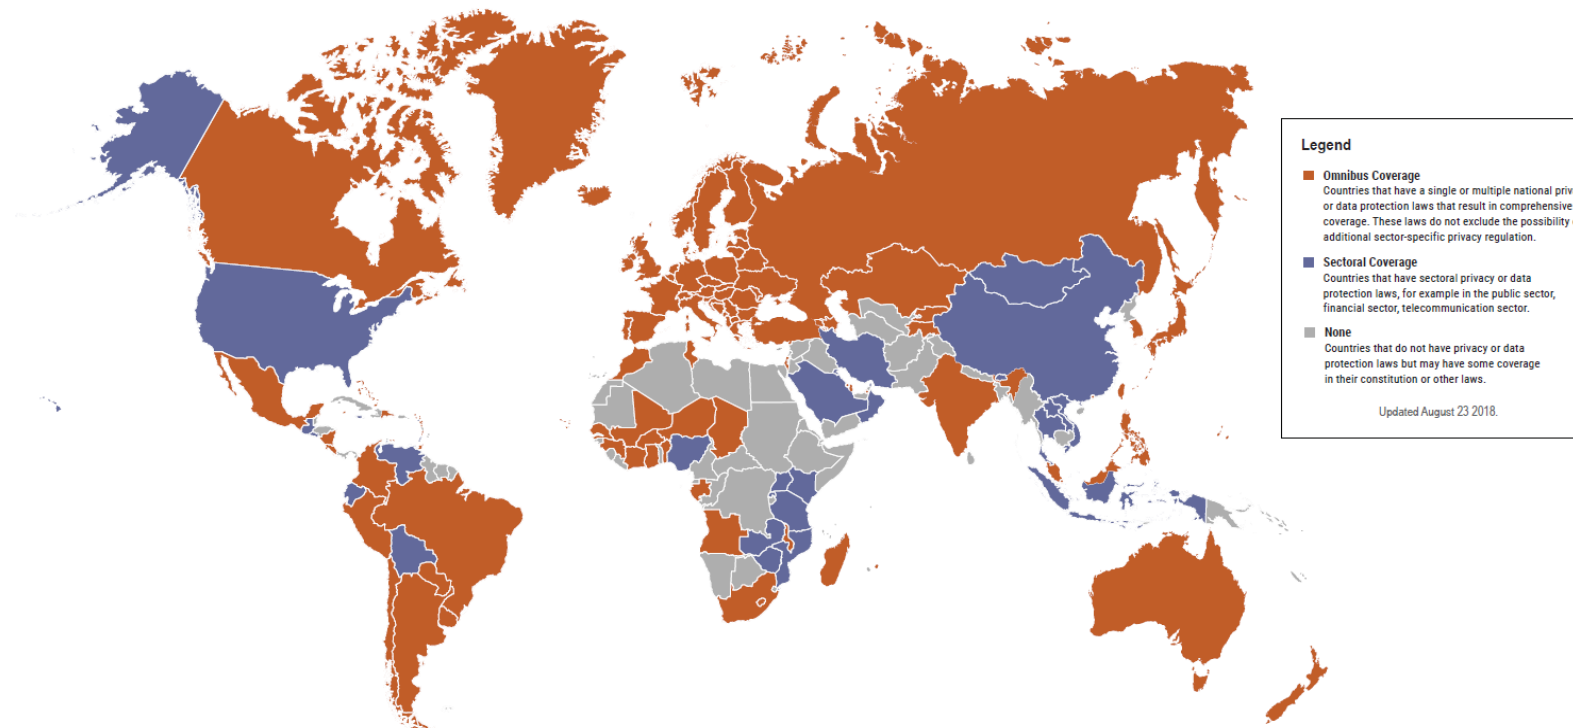 Legend
Omnibus Coverage
Countries that have a single or multiple national
or data protection laws that result in comprehensive
coverage. These laws do not exclude the possibility
additional sector-specific privacy regulation.
Sectoral Coverage
Countries that have sectoral privacy or data
protection laws, for example in the public sector,
financial sector, telecommunication sector.
None
Countries that do not have privacy or data
protection laws but may have some coverage
in their constitution or other laws.
Updated August 23 2018.